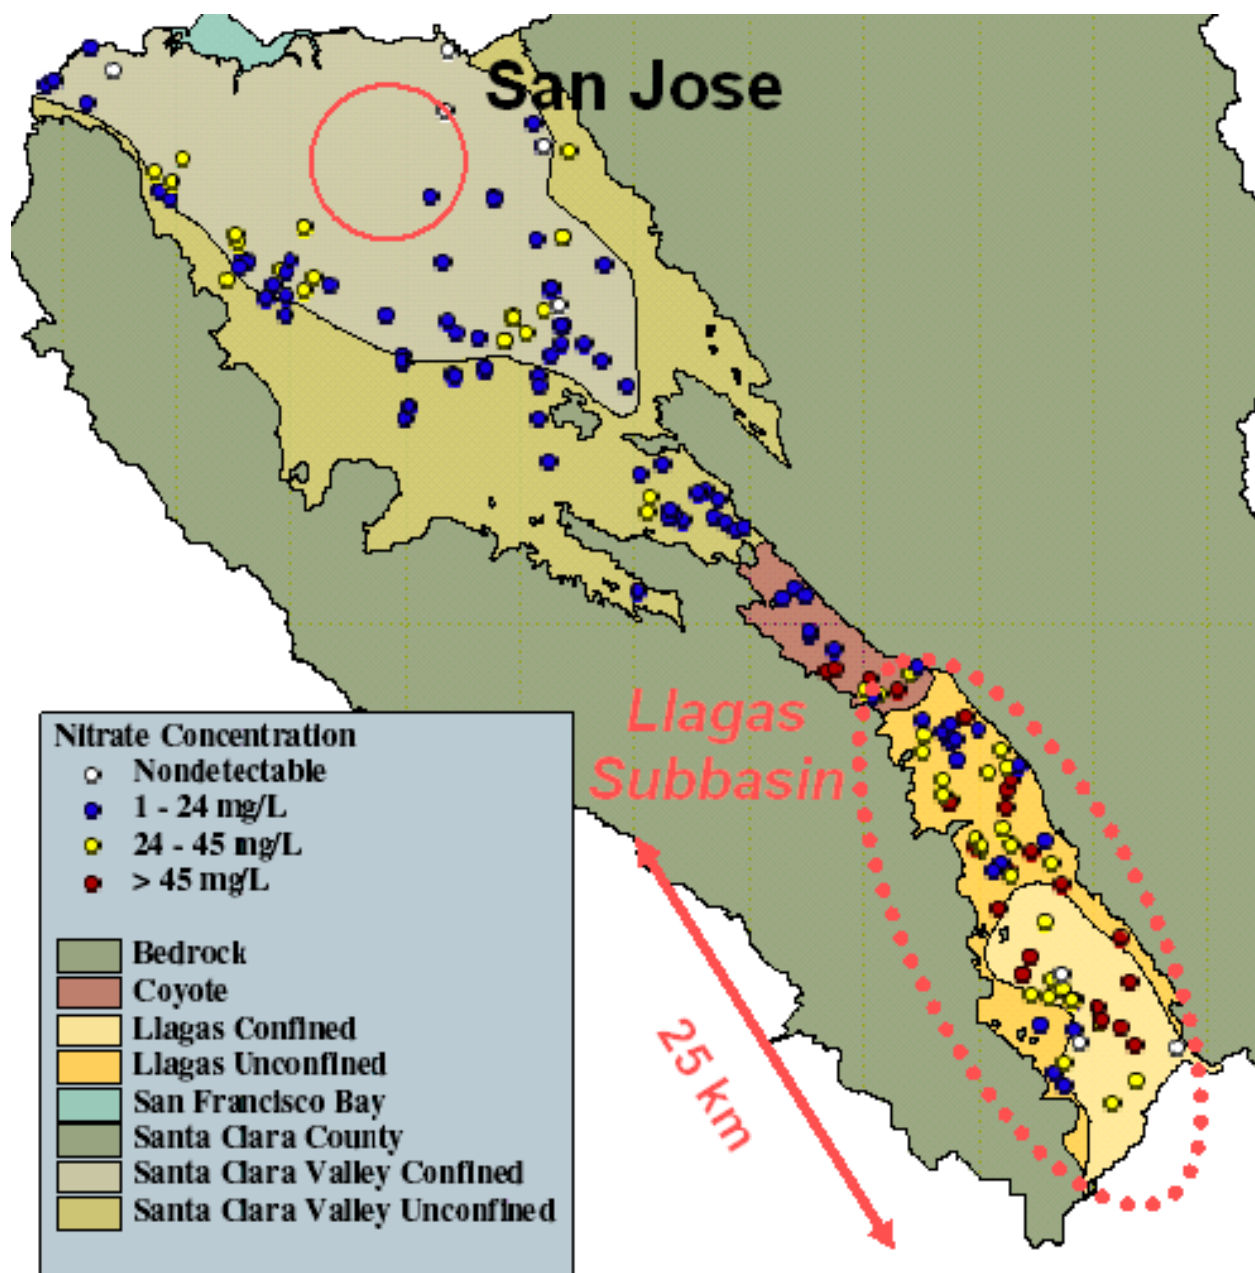 San Jose
Llagas
Subbasin
25 km
Nitrate Concentration
Nondetectable
1 - 24 mg/L
24 - 45 mg/L
> 45 mg/L
Bedrock
Coyote
Llagas Confined
Llagas Unconfined
San Francisco Bay
Santa Clara County
Santa Clara Valley Confined
Santa Clara Valley Unconfined